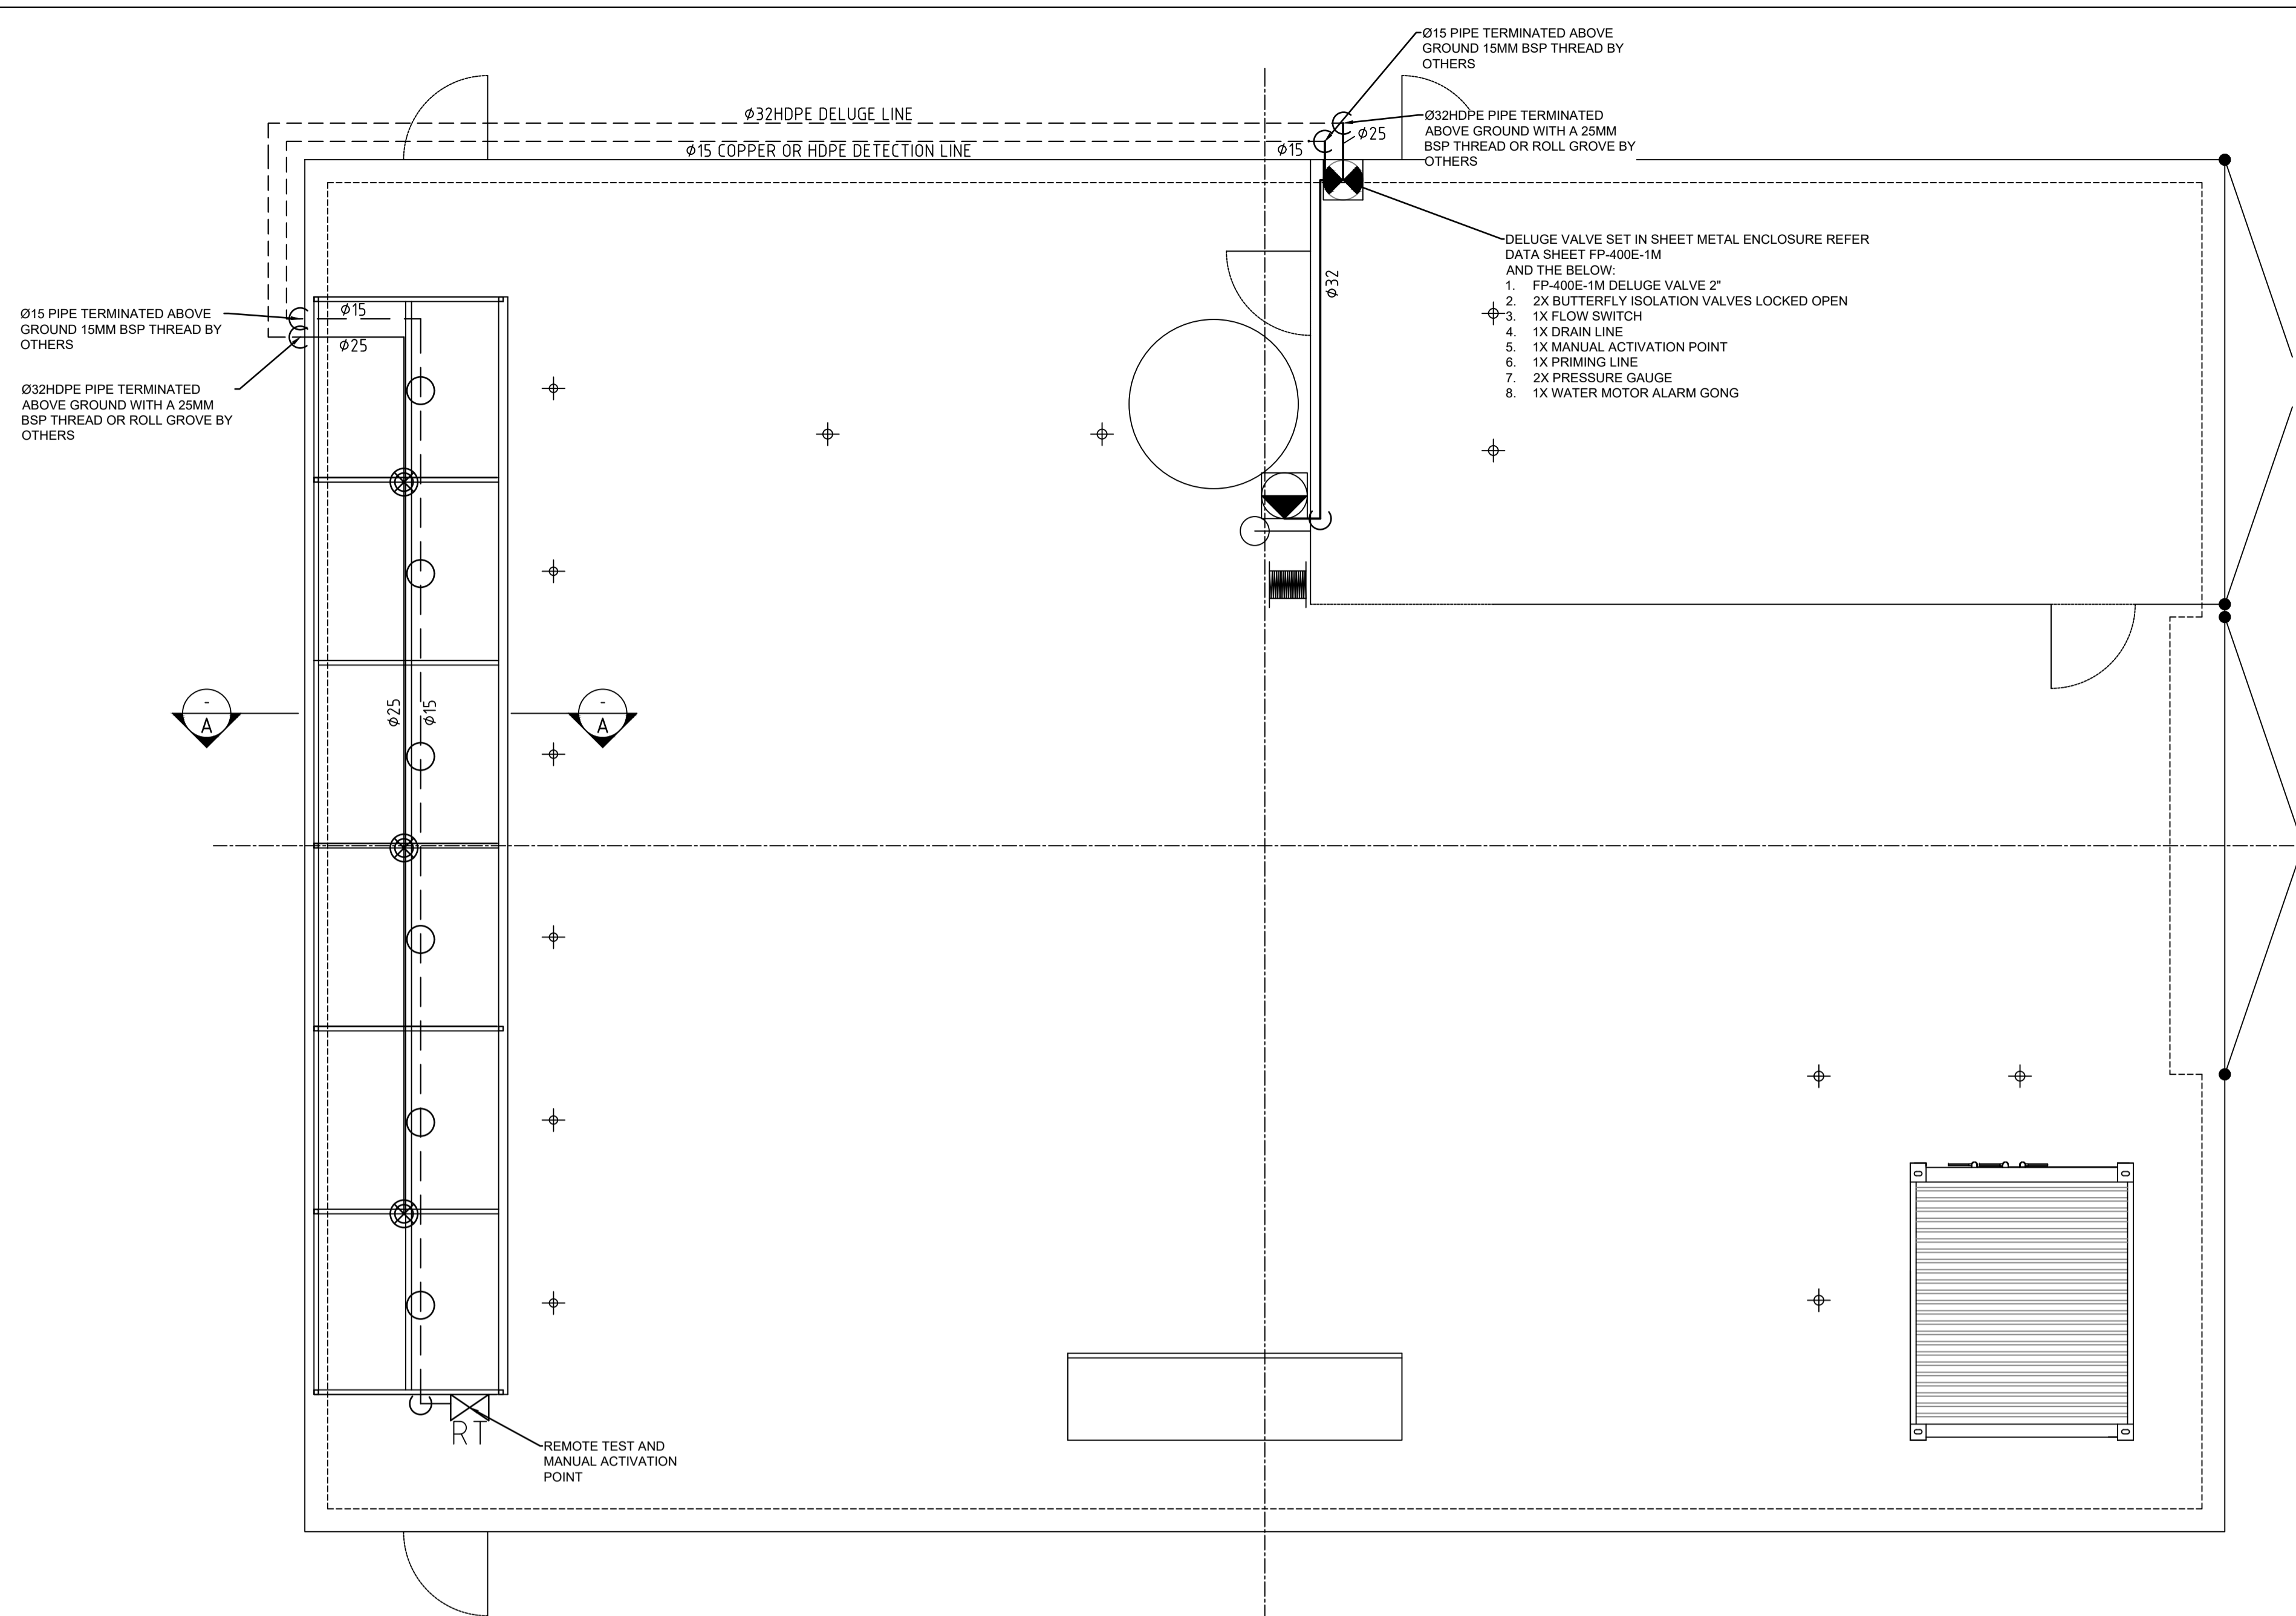 Ø15 PIPE TERMINATED ABOVE
GROUND 15MM BSP THREAD BY
OTHERS
Ø32HDPE PIPE TERMINATED
ABOVE GROUND WITH A 25MM
BSP THREAD OR ROLL GROVE BY
OTHERS
Ø32HDPE DELUGE LINE
Ø15 COPPER OR HDPE DETECTION LINE
Ø15
Ø25
DELUGE VALVE SET IN SHEET METAL ENCLOSURE REFER
DATA SHEET FP-400E-1M
AND THE BELOW:
1. FP-400E-1M DELUGE VALVE 2"
2. 2X BUTTERFLY ISOLATION VALVES LOCKED OPEN
3. 1X FLOW SWITCH
4. 1X DRAIN LINE
5. 1X MANUAL ACTIVATION POINT
6. 1X PRIMING LINE
7. 2X PRESSURE GAUGE
8. 1X WATER MOTOR ALARM GONG
Ø32
Ø15 PIPE TERMINATED ABOVE
GROUND 15MM BSP THREAD BY
OTHERS
Ø15
Ø25
Ø32HDPE PIPE TERMINATED
ABOVE GROUND WITH A 25MM
BSP THREAD OR ROLL GROVE BY
OTHERS
-
A
Ø25
Ø15
-
A
RT
REMOTE TEST AND
MANUAL ACTIVATION
POINT